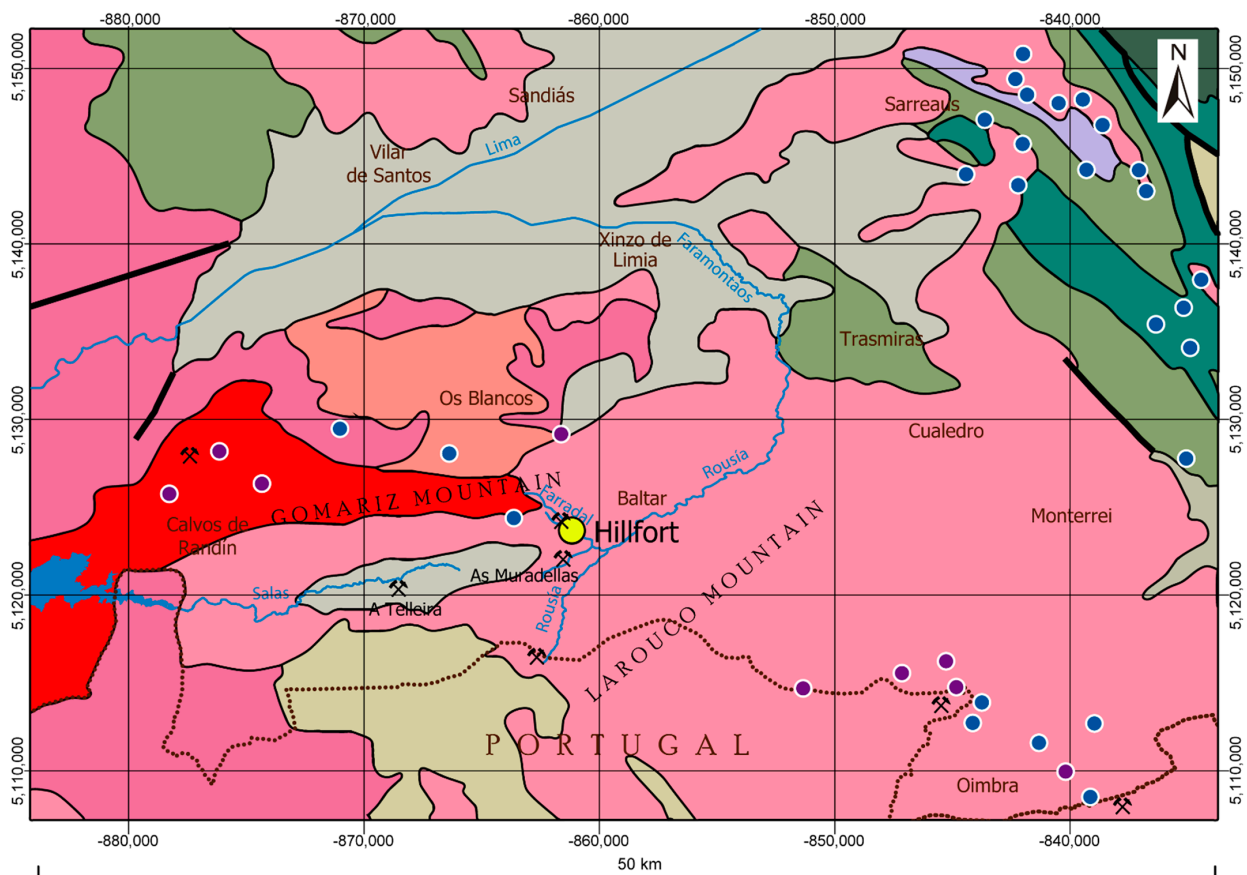 -880,000
-870,000
-860,000
-850,000
-840,000
5,150,000
5,150,000
N
Sandiás
Sarreaus
Lima
Vilar
de Santos
5,140,000
5,140,000
Xinzo de
Limia
Faramontaos
Trasmiras
Os Blancos
5,130,000
5,130,000
Cualedro
Rousía
GOMARIZ MOUNTAIN
Farradal
Baltar
Calvos de
Randín
Hillfort
Monterrei
As Muradellas
5,120,000
5,120,000
Salas
A Telleira
Rousía
LAROUCO MOUNTAIN
PORTUGAL
5,110,000
5,110,000
Oimbra
-880,000
-870,000
-860,000
-850,000
-840,000
50 km